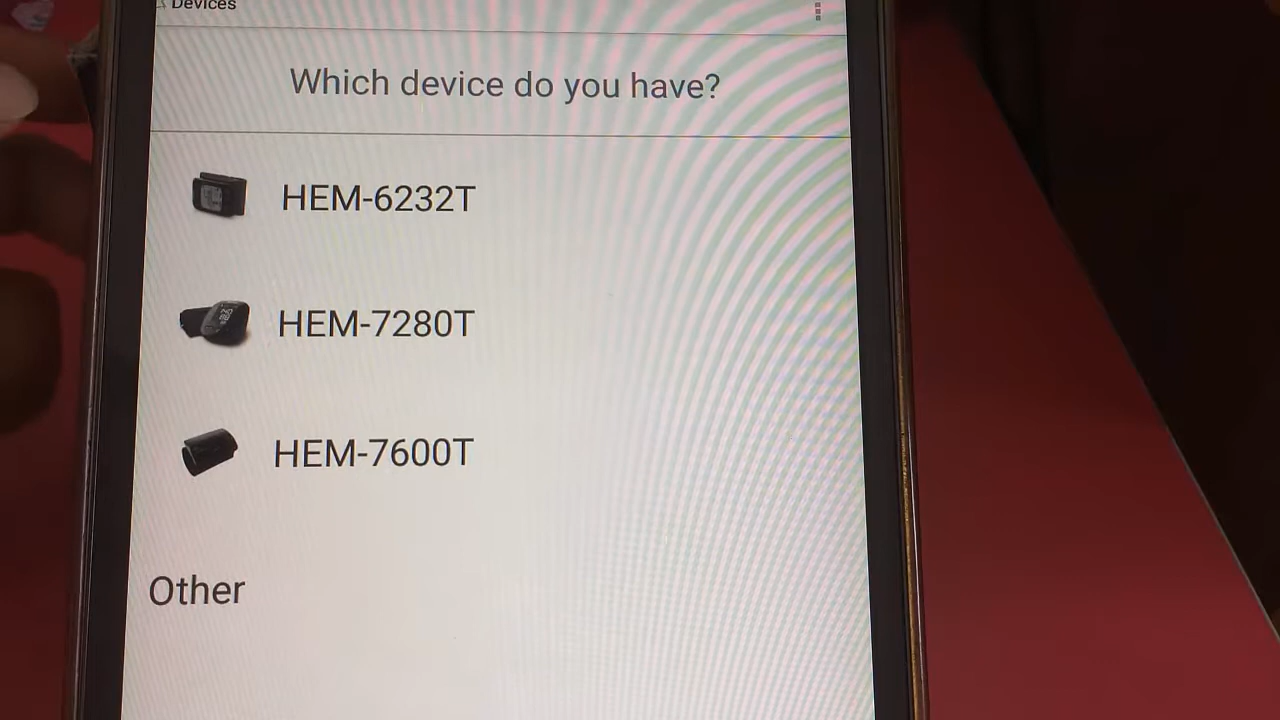 Devices
Which device do you have?
HEM-6232T
HEM-7280T
HEM-7600T
Other